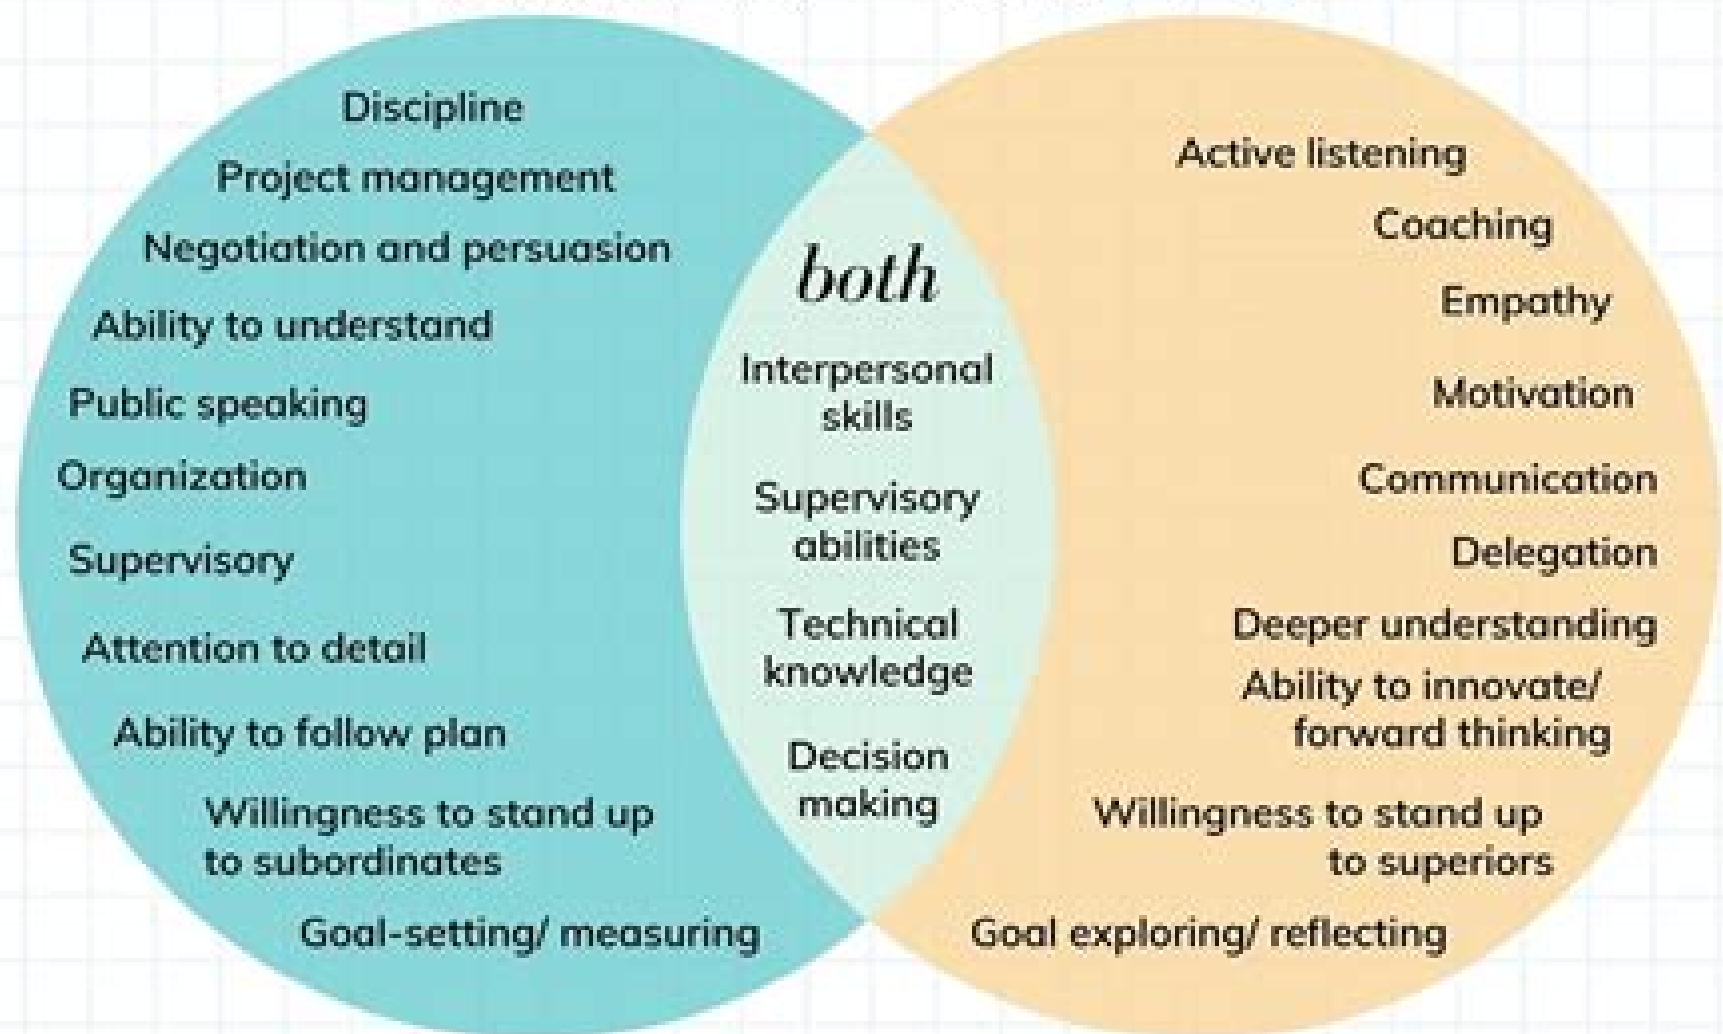 Discipline
Project management
Negotiation and persuasion
Ability to understand
Public speaking
Organization
Supervisory
Attention to detail
Ability to follow plan
Willingness to stand up
to subordinates
Goal-setting/ measuring
both
Interpersonal
skills
Supervisory
abilities
Technical
knowledge
Decision
making
Active listening
Coaching
Empathy
Motivation
Communication
Delegation
Deeper understanding
Ability to innovate/
forward thinking
Willingness to stand up
to superiors
Goal exploring/ reflecting